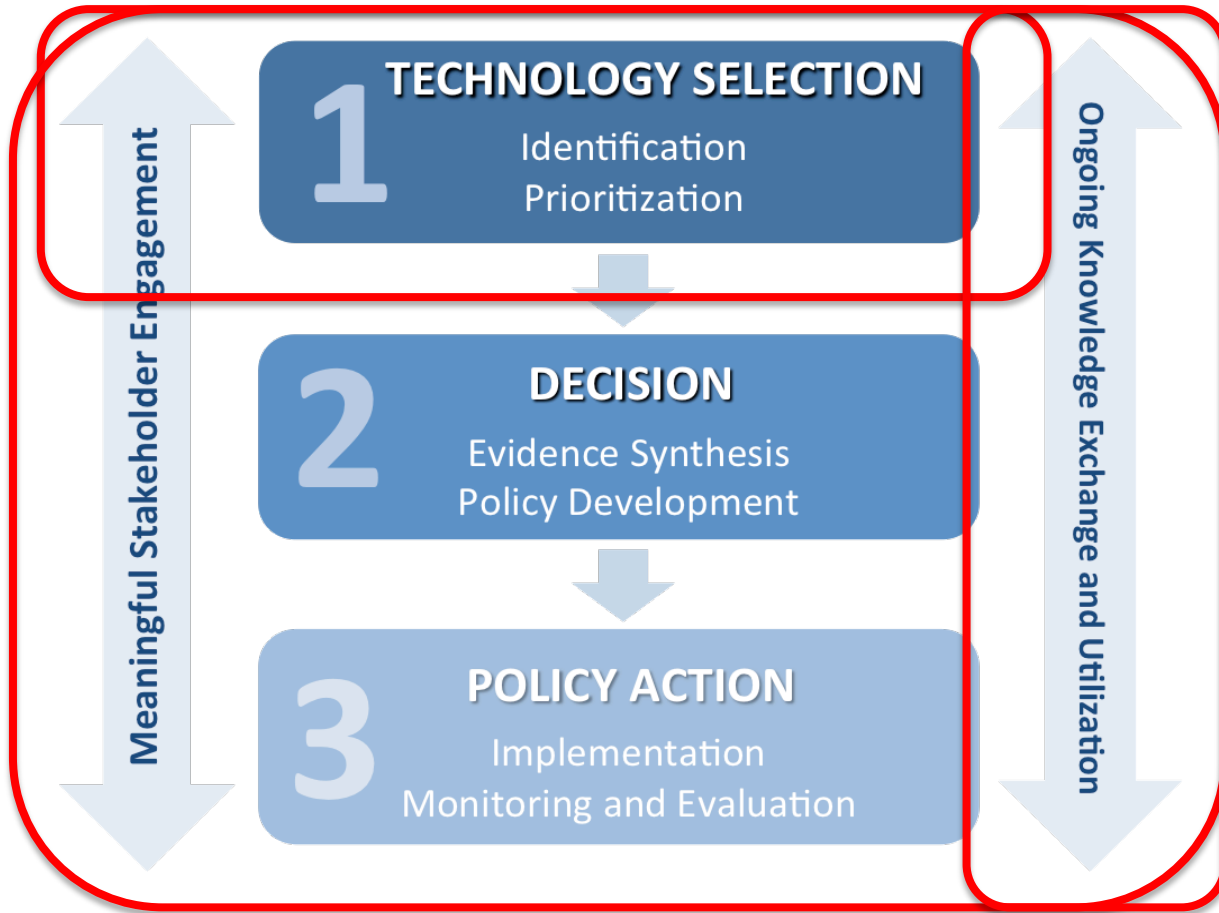 Meaningful Stakeholder Engagement
1
TECHNOLOGY SELECTION
Identification
Prioritization
2
DECISION
Evidence Synthesis
Policy Development
3
POLICY ACTION
Implementation
Monitoring and Evaluation
Ongoing Knowledge Exchange and Utilization